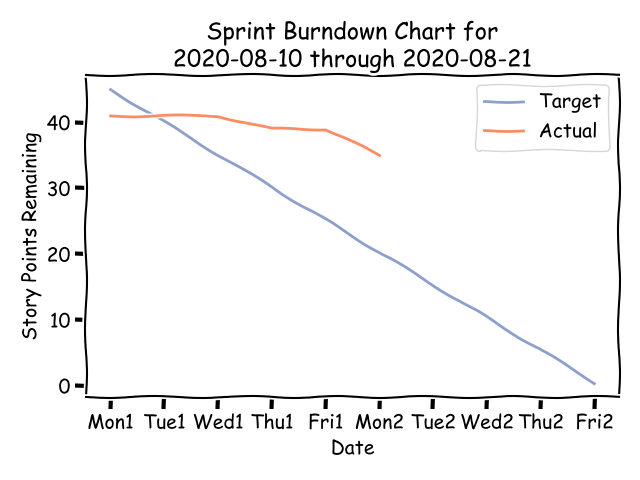 Sprint Burndown Chart for
2020-08-10 through 2020-08-21
Target
Actual
Story Points Remaining
40
30
20
10
0
Mon1 Tue1 Wed1 Thu1 Fri1 Mon2 Tue2 Wed2 Thu2 Fri2
Date